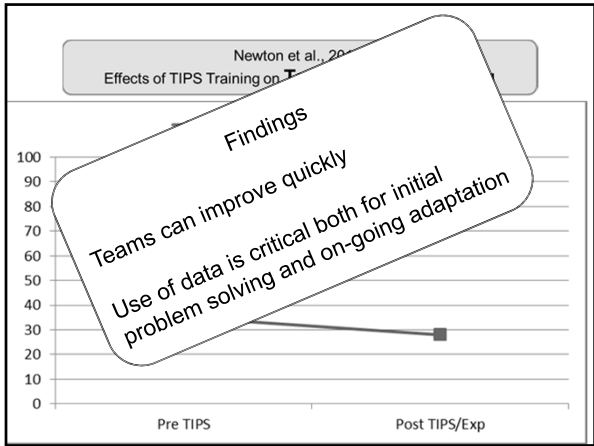 Newton et al.,
Effects of TIPS Training on
Findings
Teams can improve quickly
Use of data is critical both for initial
problem solving and on-going adaptation
100
90
80
70
60
50
40
30
20
10
0
Pre TIPS
Post TIPS/Exp